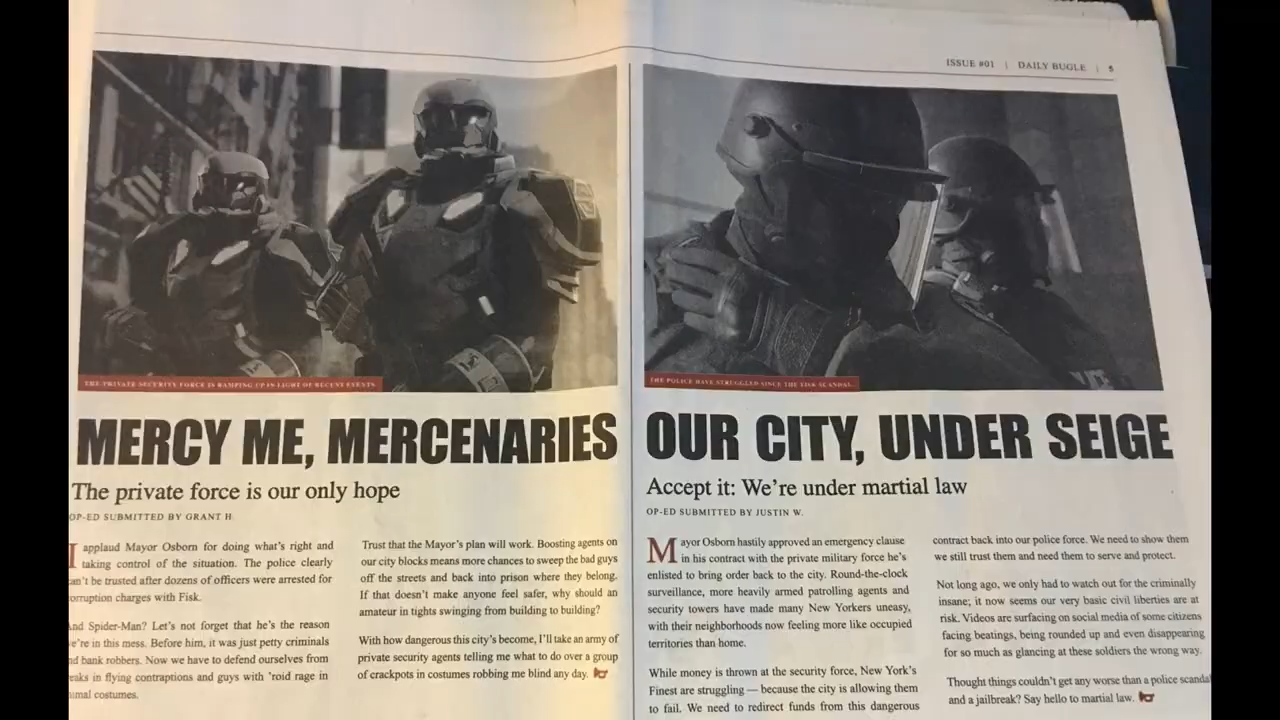 ISSUE #01 | DAILY BUGLE | 5
THE PRIVATE SECURITY FORCE IS RAMPING UP IN LIGHT OF RECENT EVENTS.
MERCY ME, MERCENARIES
The private force is our only hope
OP-ED SUBMITTED BY GRANT H
I applaud Mayor Osborn for doing what's right and
taking control of the situation. The police clearly
an't be trusted after dozens of officers were arrested for
orruption charges with Fisk.
nd Spider-Man? Let's not forget that he's the reason
e're in this mess. Before him, it was just petty criminals
nd bank robbers. Now we have to defend ourselves from
eaks in flying contraptions and guys with 'roid rage in
imal costumes.
Trust that the Mayor's plan will work. Boosting agents on
our city blocks means more chances to sweep the bad guys
off the streets and back into prison where they belong.
If that doesn't make anyone feel safer, why should an
amateur in tights swinging from building to building?
With how dangerous this city's become, I'll take an army of
private security agents telling me what to do over a group
of crackpots in costumes robbing me blind any day.
THE POLICE HAVE STRUGGLED SINCE THE FISK SCANDAL.
OUR CITY, UNDER SEIGE
Accept it: We're under martial law
OP-ED SUBMITTED BY JUSTIN W.
Mayor Osborn hastily approved an emergency clause
in his contract with the private military force he's
enlisted to bring order back to the city. Round-the-clock
surveillance, more heavily armed patrolling agents and
security towers have made many New Yorkers uneasy,
with their neighborhoods now feeling more like occupied
territories than home.
While money is thrown at the security force, New York's
Finest are struggling — because the city is allowing them
to fail. We need to redirect funds from this dangerous
contract back into our police force. We need to show them
we still trust them and need them to serve and protect.
Not long ago, we only had to watch out for the criminally
insane; it now seems our very basic civil liberties are at
risk. Videos are surfacing on social media of some citizens
facing beatings, being rounded up and even disappearing
for so much as glancing at these soldiers the wrong way.
Thought things couldn't get any worse than a police scandal
and a jailbreak? Say hello to martial law.